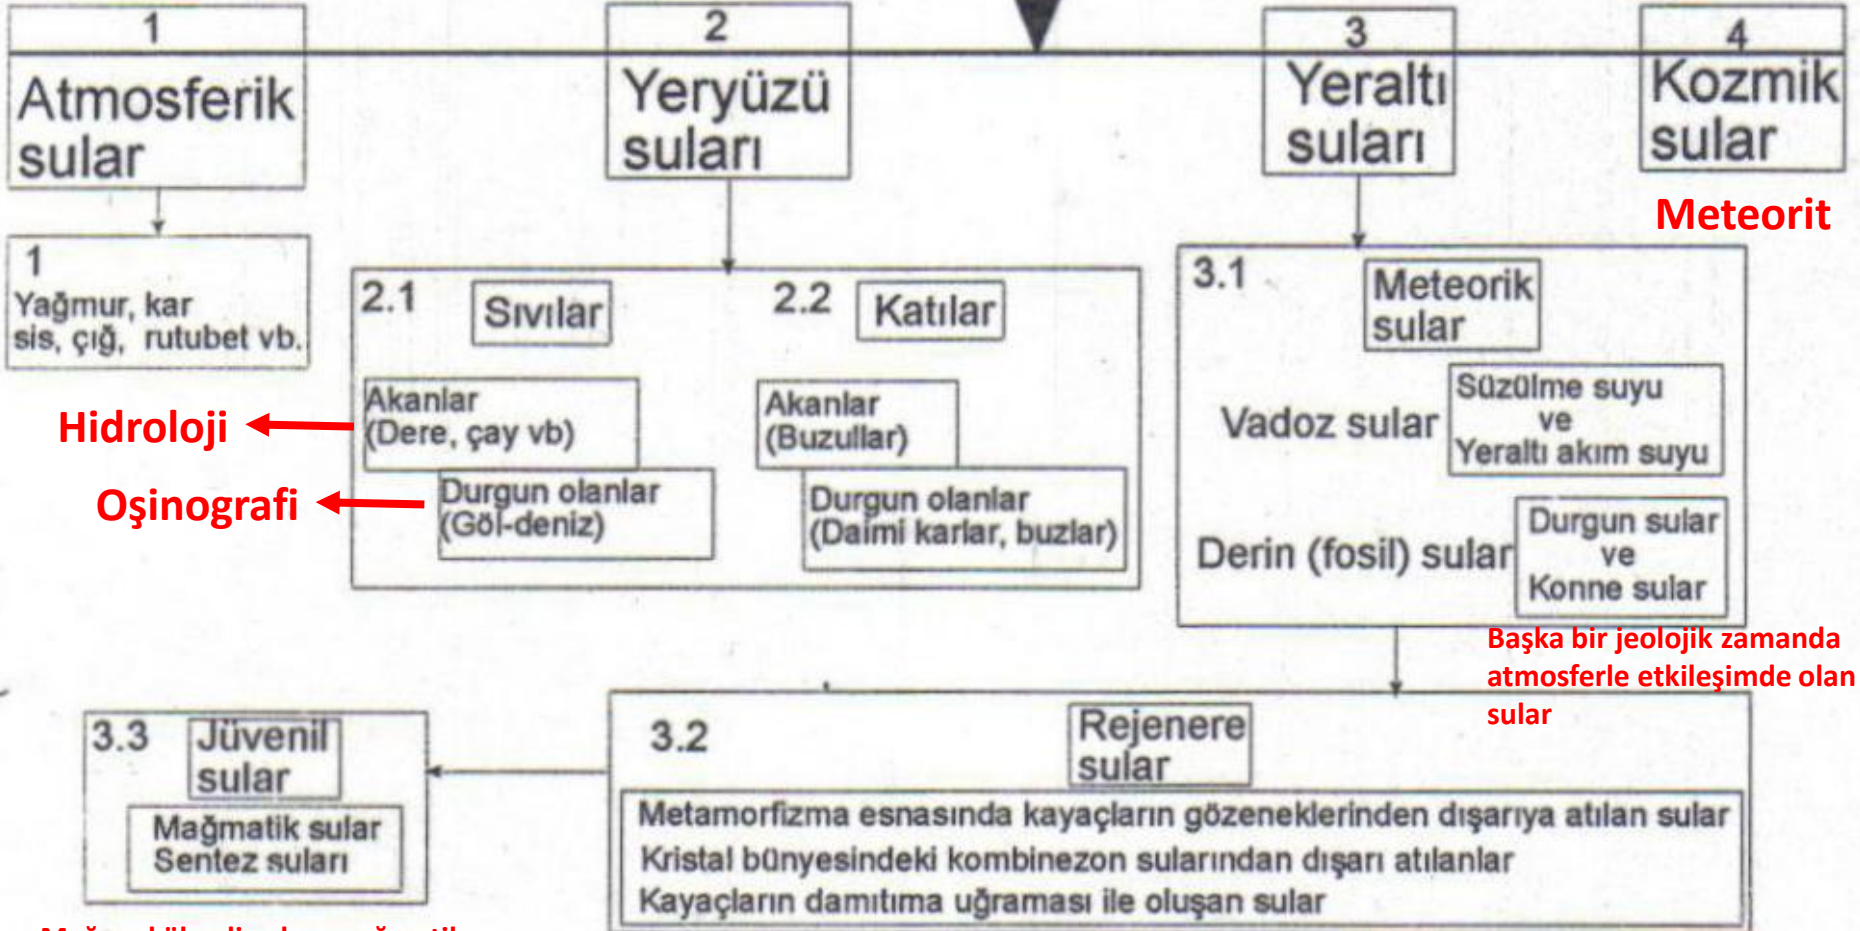 1
Atmosferik
sular
2
Yeryüzü
suları
3
Yeraltı
suları
4
Kozmik
sular
Meteorit
1
Yağmur, kar
sis, çığ, rutubet vb.
2.1
Sıvılar
2.2
Katılar
Akanlar
(Dere, çay vb)
Hidroloji
Durgun olanlar
(Göl-deniz)
Oşinografi
Akanlar
(Buzullar)
Durgun olanlar
(Daimi karlar, buzlar)
3.1
Meteorik
sular
Vadoz sular
Süzülme suyu
ve
Yeraltı akım suyu
Derin (fosil) sular
Durgun sular
ve
Konne sular
Başka bir jeolojik zamanda
atmosferle etkileşimde olan
sular
3.3
Jüvenil
sular
Mağmatik sular
Sentez suları
3.2
Rejenere
sular
Metamorfizma esnasında kayaçların gözeneklerinden dışarıya atılan sular
Kristal bünyesindeki kombinezon sularından dışarı atılanlar
Kayaçların damıtıma uğraması ile oluşan sular